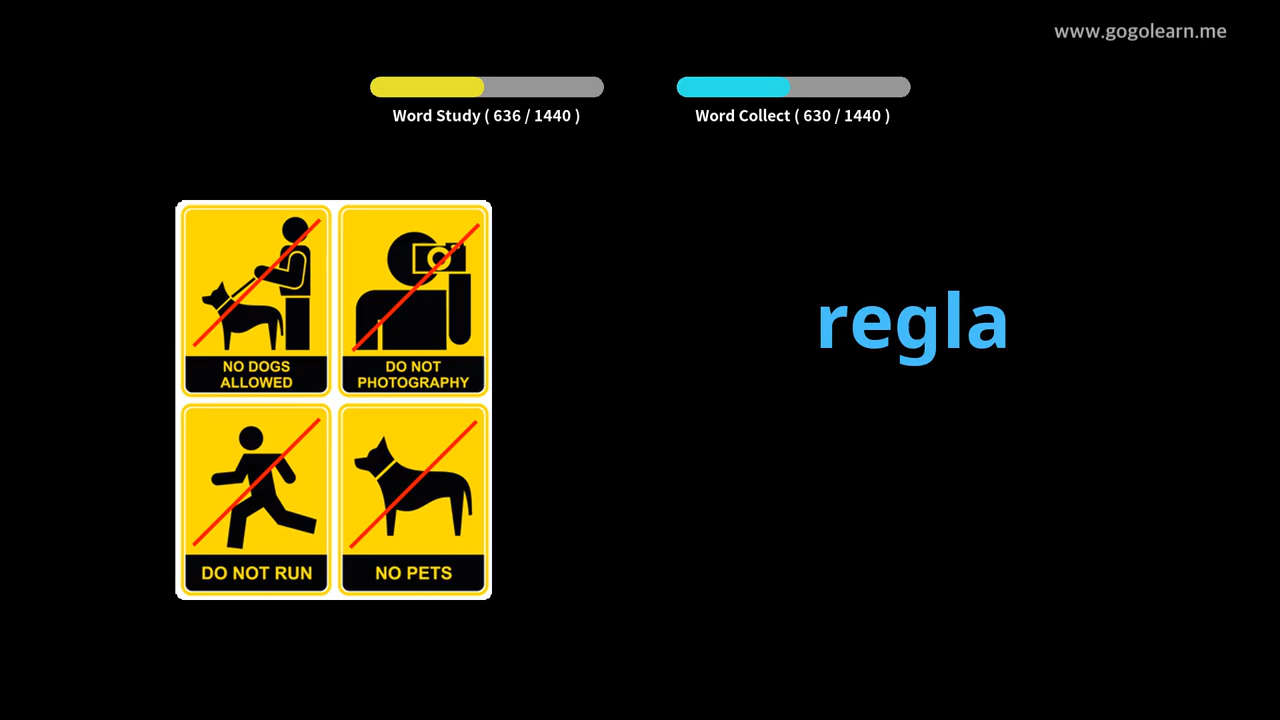 www.gogolearn.me
Word Study ( 636 / 1440 )
Word Collect ( 630 / 1440 )
NO DOGS
ALLOWED
DO NOT
PHOTOGRAPHY
DO NOT RUN
NO PETS
regla